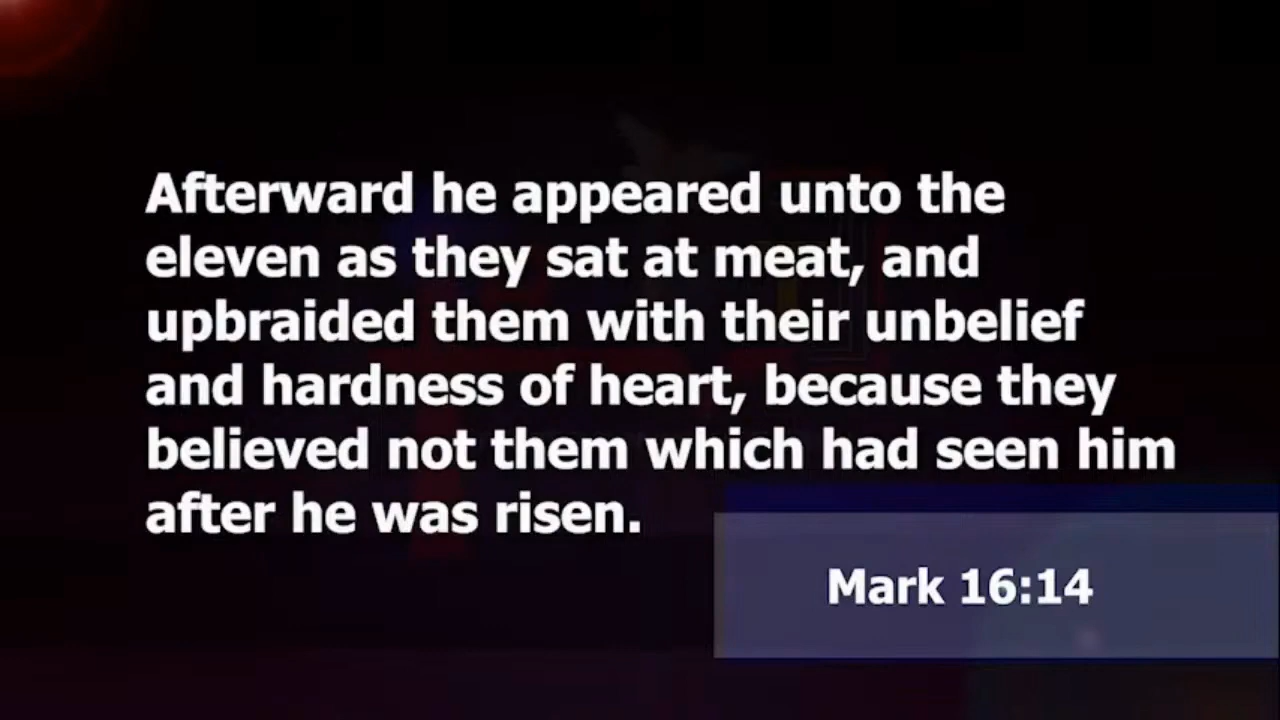 Afterward he appeared unto the
eleven as they sat at meat, and
upbraided them with their unbelief
and hardness of heart, because they
believed not them which had seen him
after he was risen.
Mark 16:14